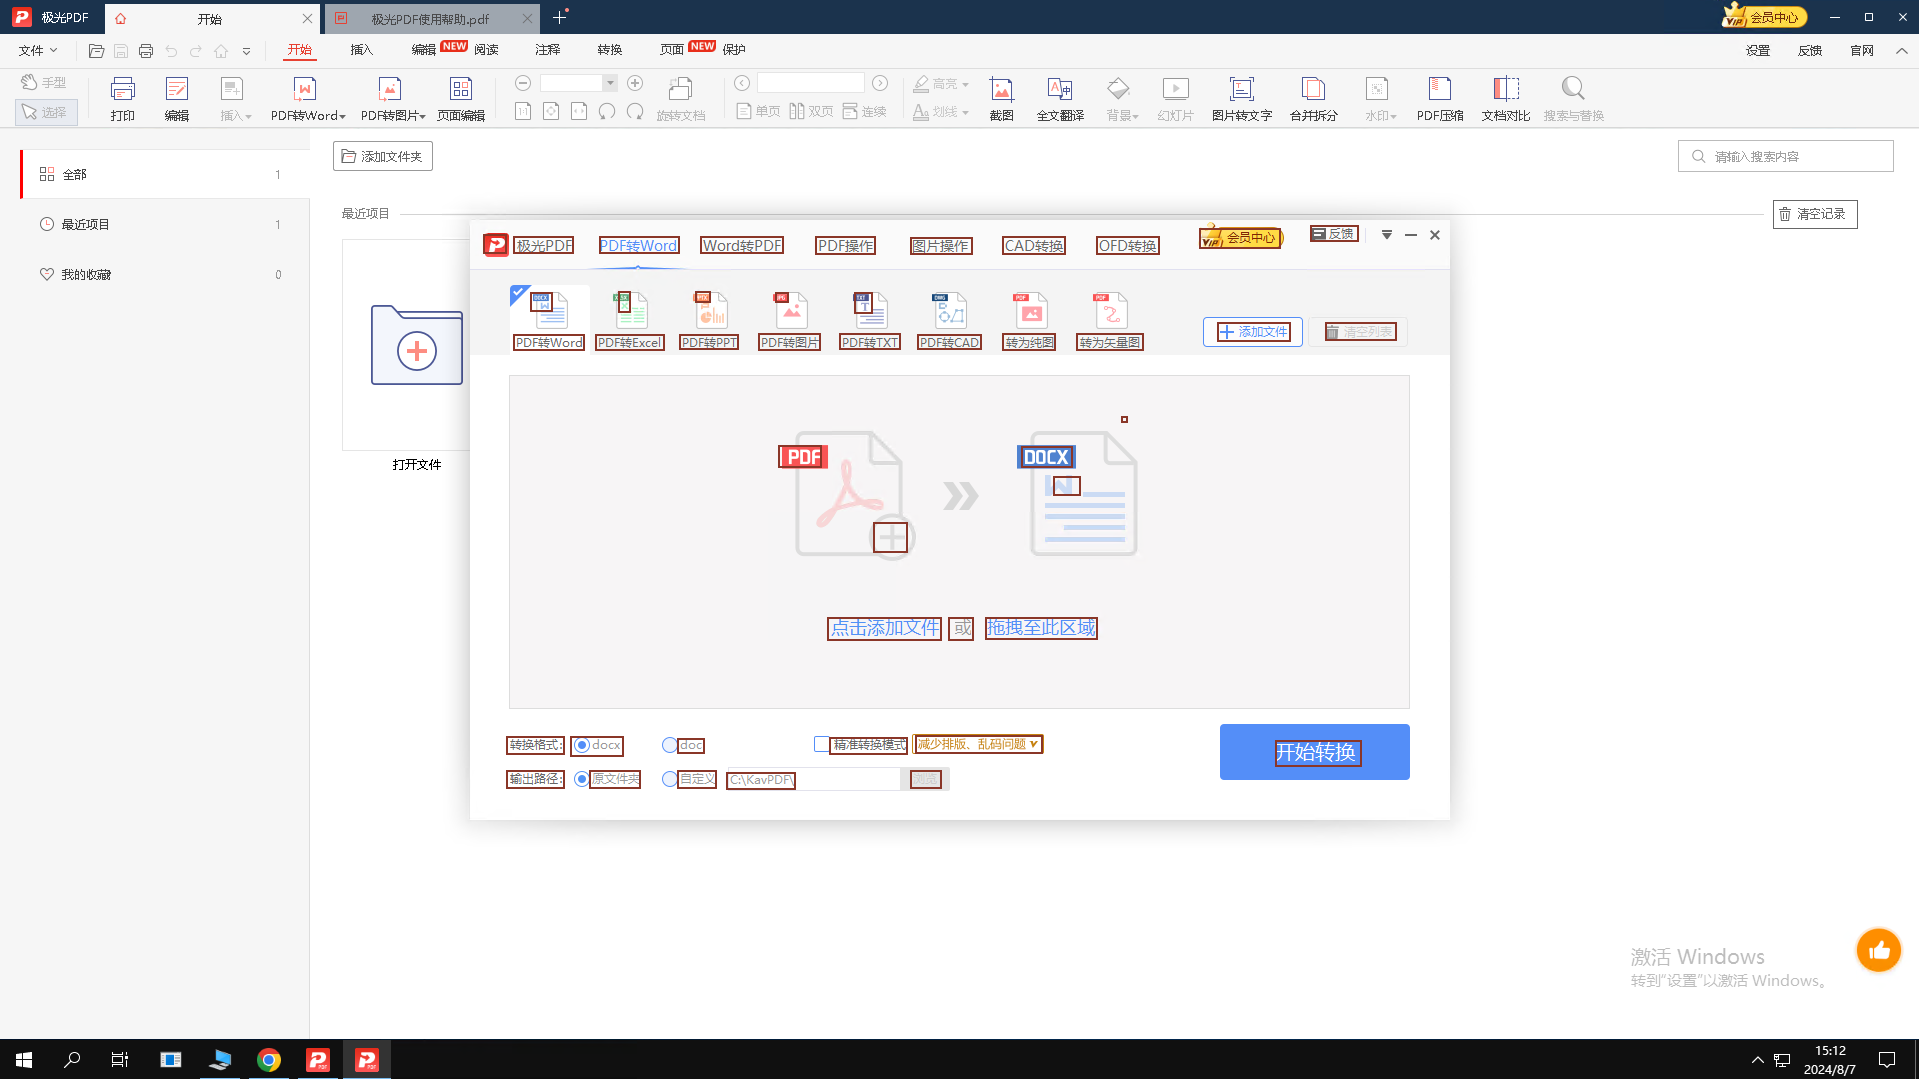 极光PDF 开始 极光PDF使用帮助.pdf VIP 会员中心
文件 开始 插入 编辑 NEW 阅读 注释 转换 页面 NEW 保护 设置 反馈 官网
手型
选择
打印 编辑 插入 PDF转Word PDF转图片 页面编辑 旋转文档
1:1
单页 双页 连续
高亮
划线
截图 全文翻译 背景 幻灯片 图片转文字 合并拆分 水印 PDF压缩 文档对比 搜索与替换
全部 1
最近项目 1
我的收藏 0
添加文件夹
请输入搜索内容
最近项目
清空记录
打开文件
极光PDF PDF转Word Word转PDF PDF操作 图片操作 CAD转换 OFD转换 VIP 会员中心 反馈
PDF转Word PDF转Excel PDF转PPT PDF转图片 PDF转TXT PDF转CAD 转为纯图 转为矢量图
添加文件 清空列表
PDF DOCX
点击添加文件 或 拖拽至此区域
转换格式: docx doc 精准转换模式 减少排版、乱码问题
输出路径: 原文件夹 自定义 C:\KavPDF\ 浏览
开始转换
激活 Windows
转到“设置”以激活 Windows。
15:12
2024/8/7